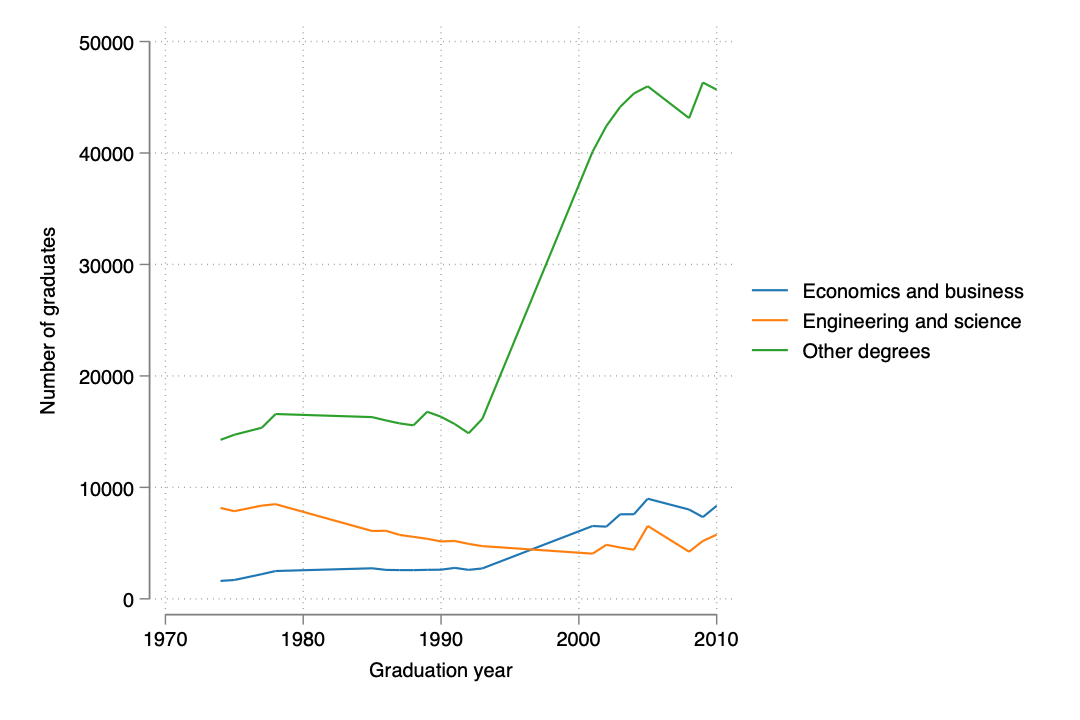 50000
40000
30000
20000
10000
0
Number of graduates
1970 1980 1990 2000 2010
Graduation year
Economics and business
Engineering and science
Other degrees